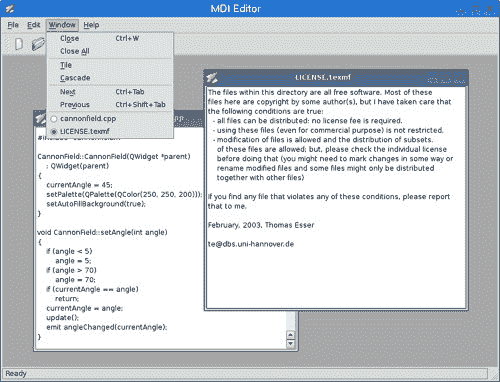 MDI Editor
File Edit Window Help
Close Ctrl+W
Close All
Tile
Cascade
Next Ctrl+Tab
Previous Ctrl+Shift+Tab
cannonfield.cpp
LICENSE.texmf
CannonField::CannonField(QWidget *parent)
: QWidget(parent)
{
currentAngle = 45;
setPalette(QPalette(QColor(250, 250, 200)));
setAutoFillBackground(true);
}
void CannonField::setAngle(int angle)
{
if (angle < 5)
angle = 5;
if (angle > 70)
angle = 70;
if (currentAngle == angle)
return;
currentAngle = angle;
update();
emit angleChanged(currentAngle);
}
LICENSE.texmf
The files within this directory are all free software. Most of these
files here are copyright by some author(s), but I have taken care that
the following conditions are true:
- all files can be distributed: no license fee is required.
- using these files (even for commercial purpose) is not restricted.
- modification of files is allowed and the distribution of subsets.
of these files are allowed; but, please check the individual license
before doing that (you might need to mark changes in some way or
rename modified files and some files might only be distributed
together with other files)
If you find any file that violates any of these conditions, please report
that to me.
February, 2003, Thomas Esser
te@dbs.uni-hannover.de
Ready